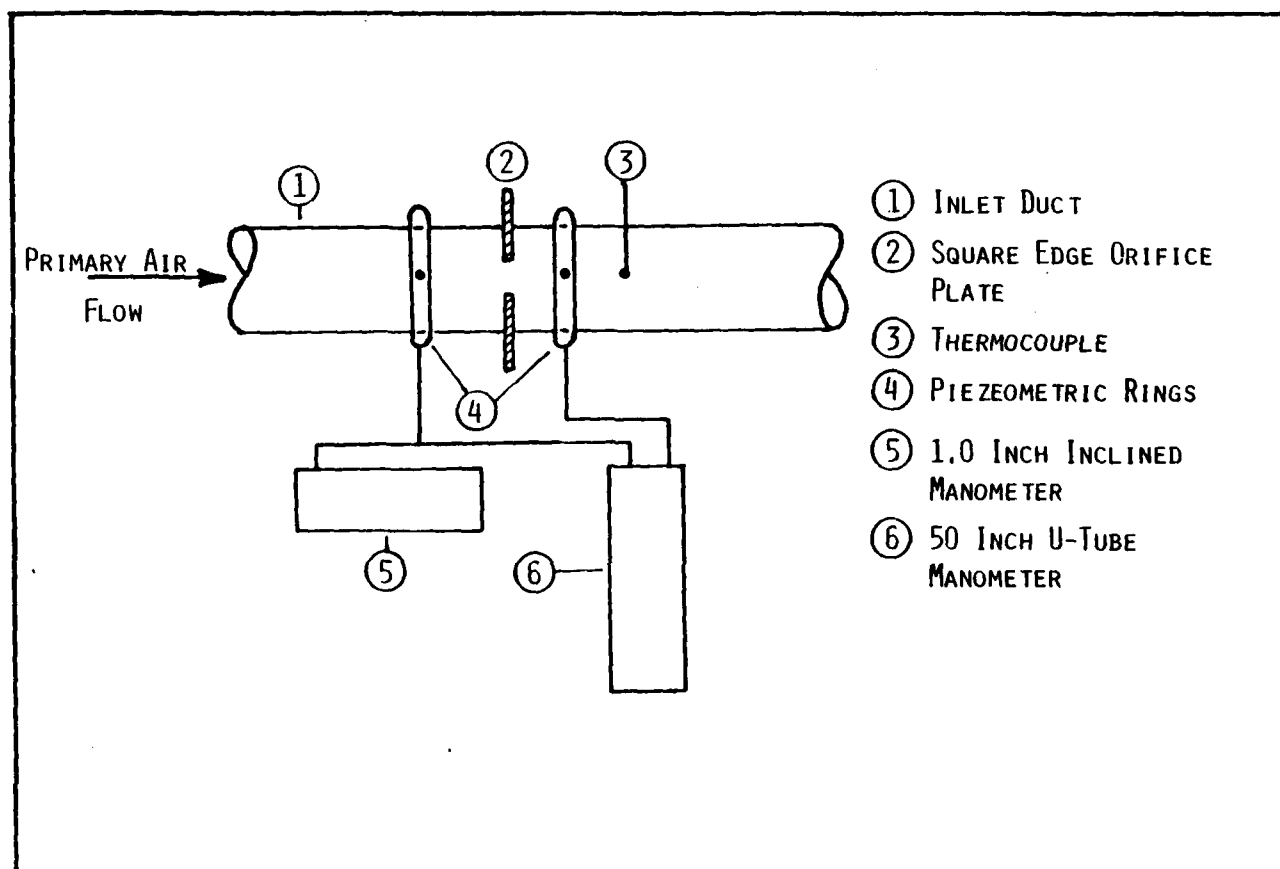 1
2
3
PRIMARY AIR
FLOW
4
5
6
1 INLET DUCT
2 SQUARE EDGE ORIFICE
PLATE
3 THERMOCOUPLE
4 PIEZEOMETRIC RINGS
5 1.0 INCH INCLINED
MANOMETER
6 50 INCH U-TUBE
MANOMETER